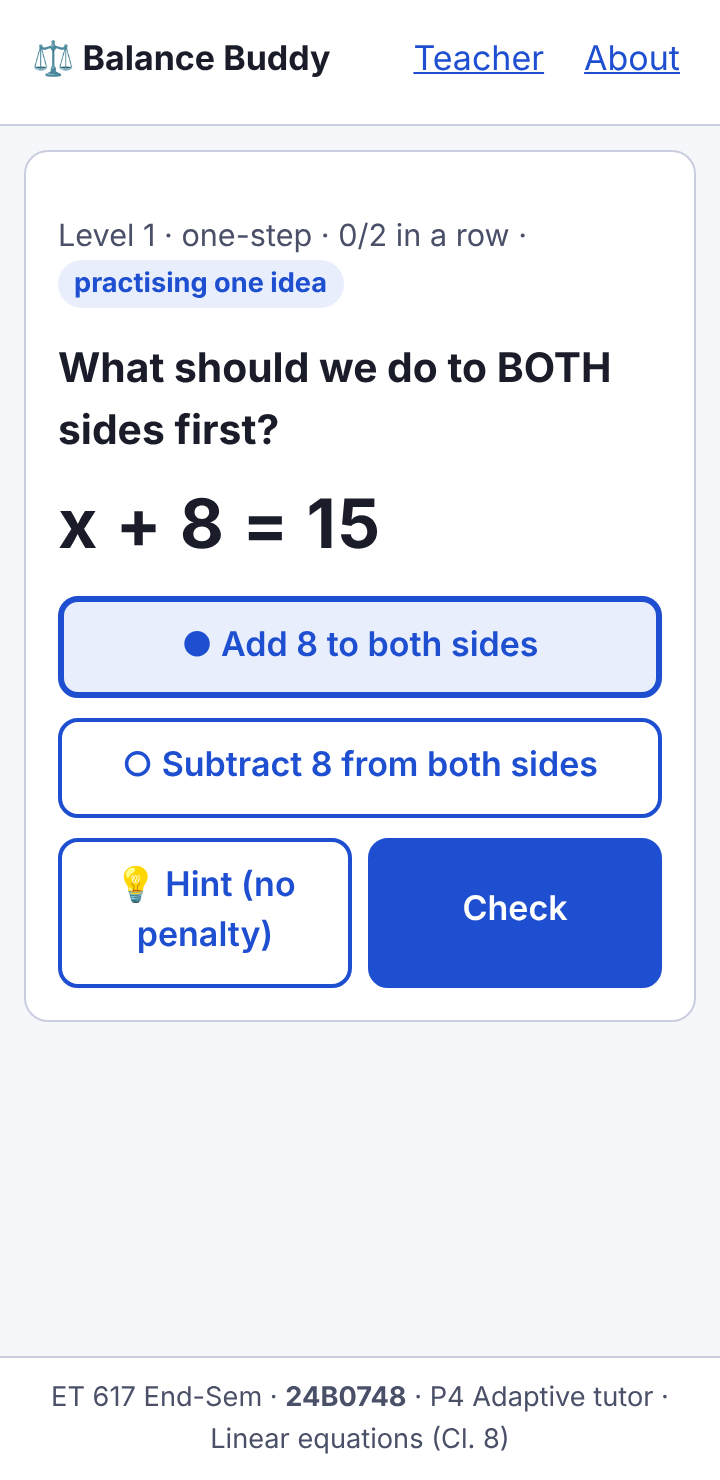 ⚖️ Balance Buddy Teacher About
Level 1 · one-step · 0/2 in a row ·
practising one idea
What should we do to BOTH
sides first?
x + 8 = 15
Add 8 to both sides
Subtract 8 from both sides
💡 Hint (no
penalty)
Check
ET 617 End-Sem · 24B0748 · P4 Adaptive tutor ·
Linear equations (Cl. 8)